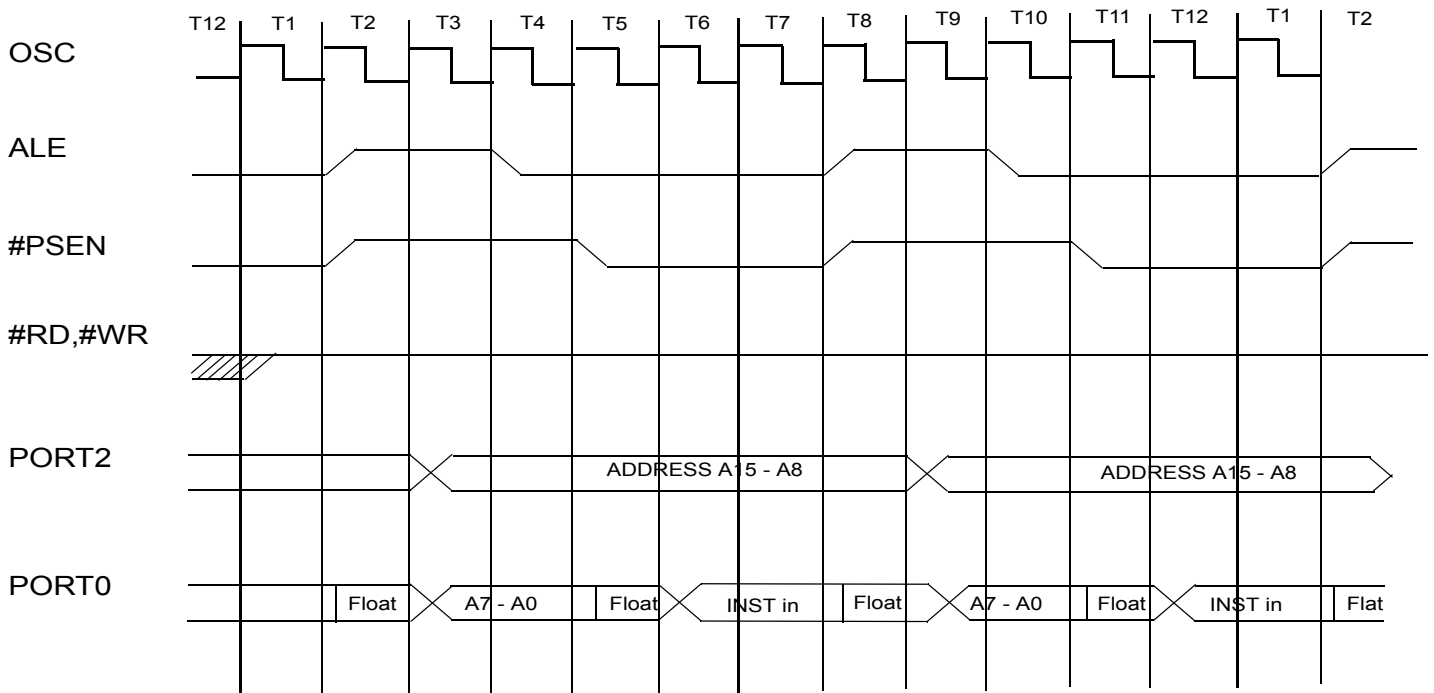 T12 T1 T2 T3 T4 T5 T6 T7 T8 T9 T10 T11 T12 T1 T2
OSC
ALE
#PSEN
#RD,#WR
PORT2 ADDRESS A15 - A8 ADDRESS A15 - A8
PORT0 Float A7 - A0 Float INST in Float A7 - A0 Float INST in Flat